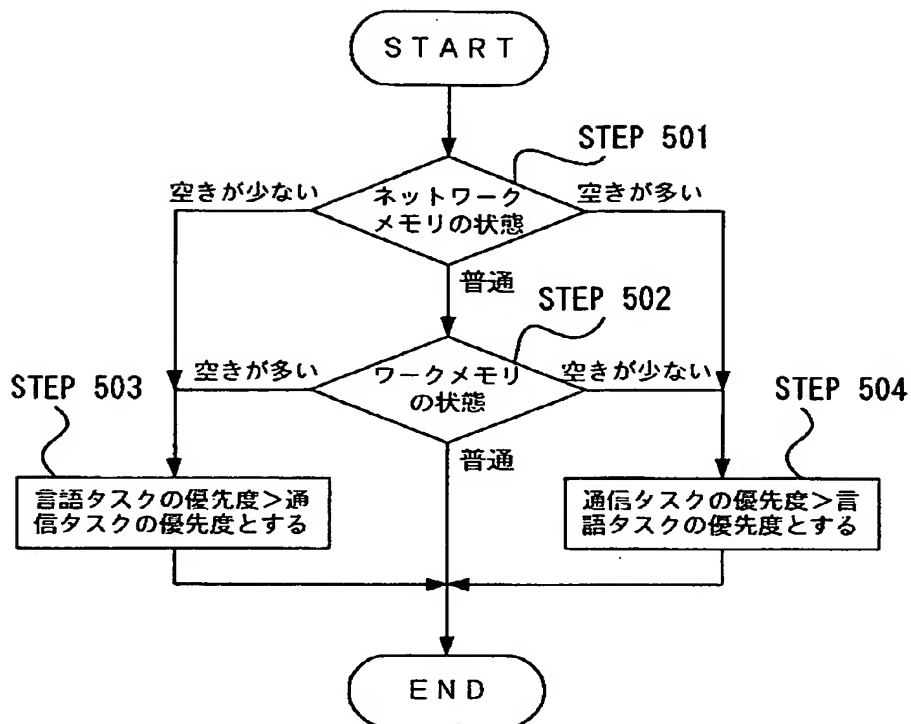 START
STEP 501
空きが少ない
ネットワーク
メモリの状態
空きが多い
普通
STEP 502
STEP 503
空きが多い
ワークメモリ
の状態
空きが少ない
STEP 504
普通
言語タスクの優先度>通
信タスクの優先度とする
通信タスクの優先度>言
語タスクの優先度とする
END